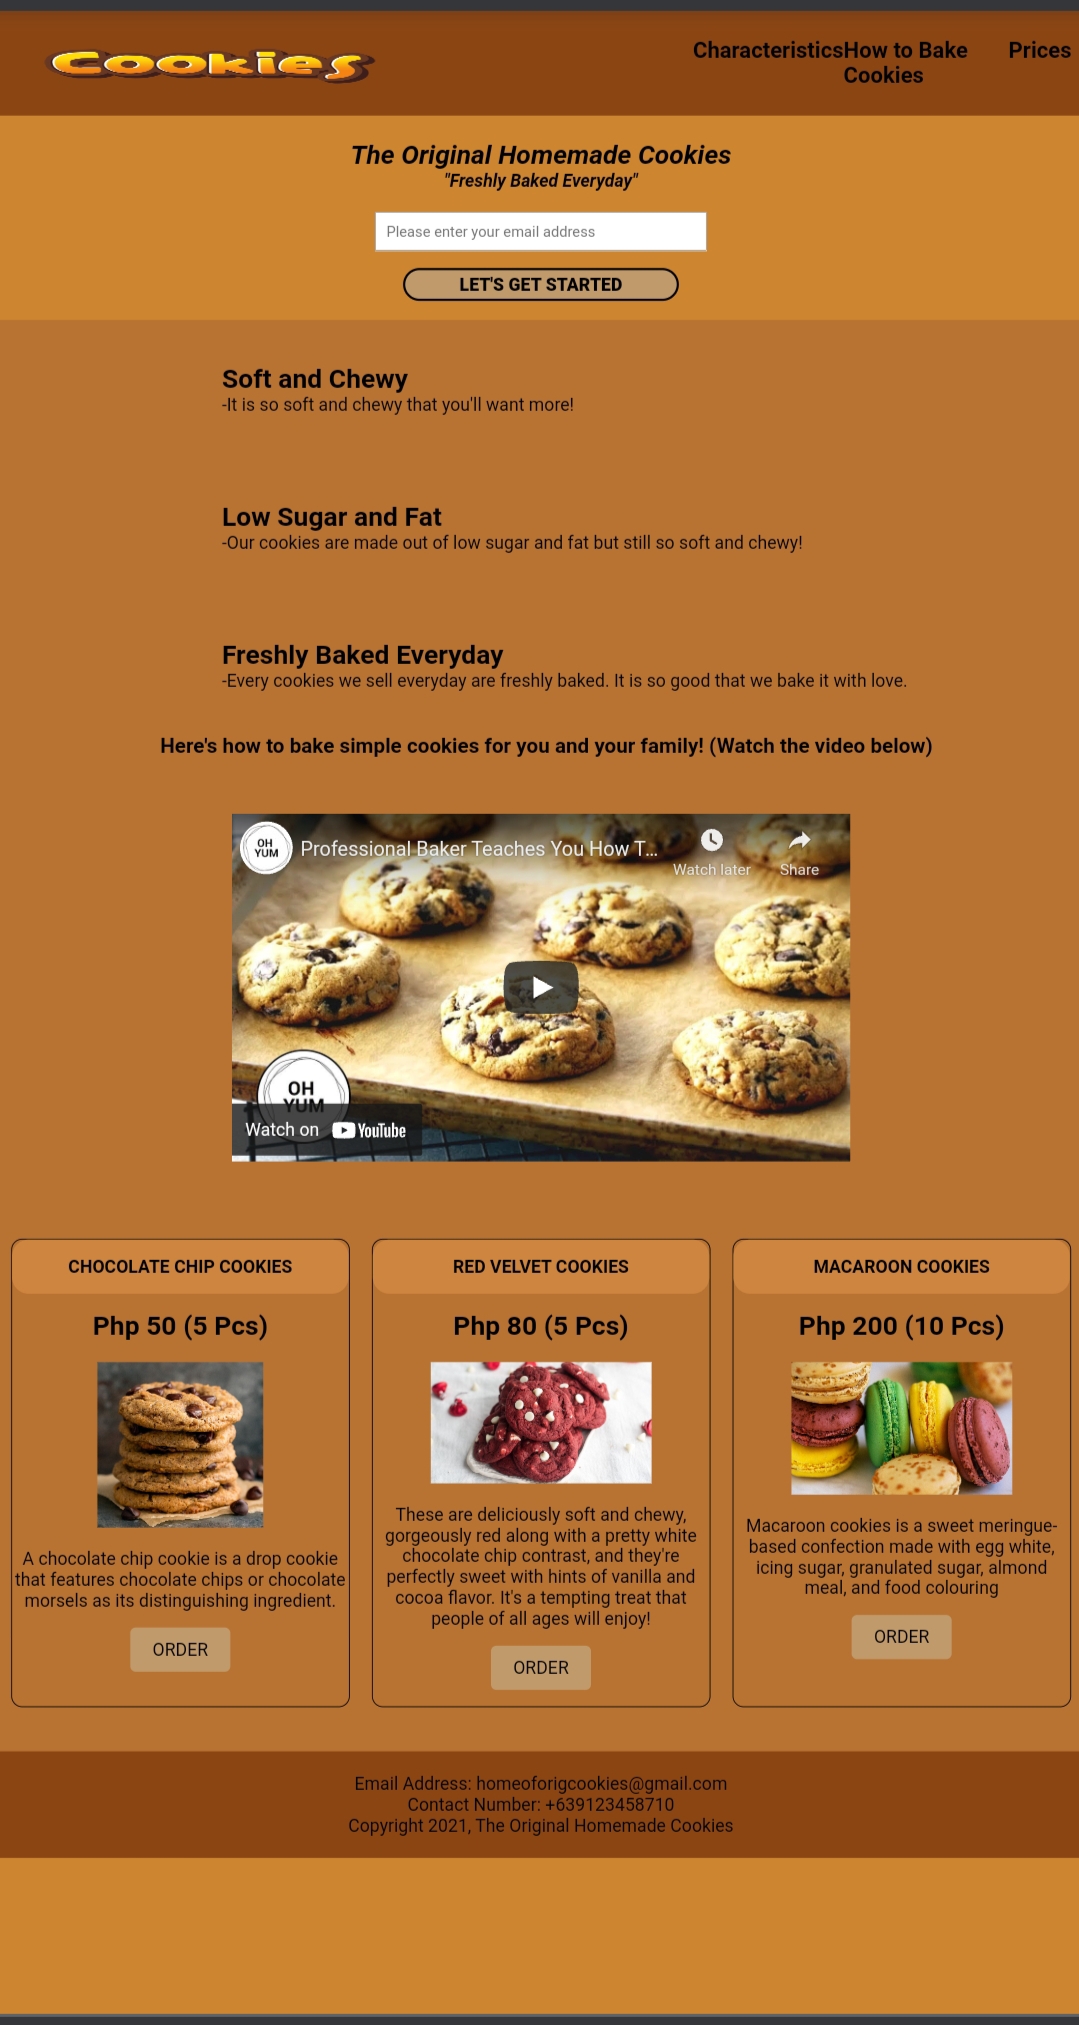 Cookies
CharacteristicsHow to Bake Prices
Cookies
The Original Homemade Cookies
"Freshly Baked Everyday"
Please enter your email address
LET'S GET STARTED
Soft and Chewy
-It is so soft and chewy that you'll want more!
Low Sugar and Fat
-Our cookies are made out of low sugar and fat but still so soft and chewy!
Freshly Baked Everyday
-Every cookies we sell everyday are freshly baked. It is so good that we bake it with love.
Here's how to bake simple cookies for you and your family! (Watch the video below)
OH
YUM
Professional Baker Teaches You How T...
Watch later
Share
OH
YUM
Watch on YouTube
CHOCOLATE CHIP COOKIES
Php 50 (5 Pcs)
A chocolate chip cookie is a drop cookie
that features chocolate chips or chocolate
morsels as its distinguishing ingredient.
ORDER
RED VELVET COOKIES
Php 80 (5 Pcs)
These are deliciously soft and chewy,
gorgeously red along with a pretty white
chocolate chip contrast, and they're
perfectly sweet with hints of vanilla and
cocoa flavor. It's a tempting treat that
people of all ages will enjoy!
ORDER
MACAROON COOKIES
Php 200 (10 Pcs)
Macaroon cookies is a sweet meringue-
based confection made with egg white,
icing sugar, granulated sugar, almond
meal, and food colouring
ORDER
Email Address: homeoforigcookies@gmail.com
Contact Number: +639123458710
Copyright 2021, The Original Homemade Cookies